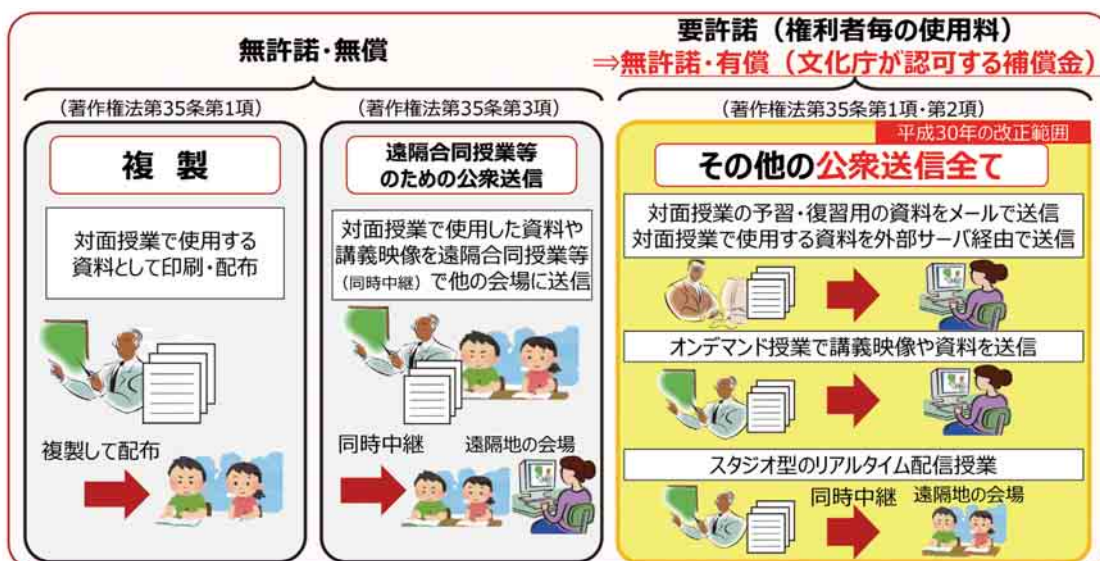 無許諾・無償
要許諾（権利者毎の使用料）
⇒無許諾・有償（文化庁が認可する補償金）
（著作権法第35条第1項）
複 製
対面授業で使用する
資料として印刷・配布
複製して配布
（著作権法第35条第3項）
遠隔合同授業等
のための公衆送信
対面授業で使用した資料や
講義映像を遠隔合同授業等
（同時中継）で他の会場に送信
同時中継
遠隔地の会場
（著作権法第35条第1項・第2項）
平成30年の改正範囲
その他の公衆送信全て
対面授業の予習・復習用の資料をメールで送信
対面授業で使用する資料を外部サーバ経由で送信
オンデマンド授業で講義映像や資料を送信
スタジオ型のリアルタイム配信授業
同時中継
遠隔地の会場